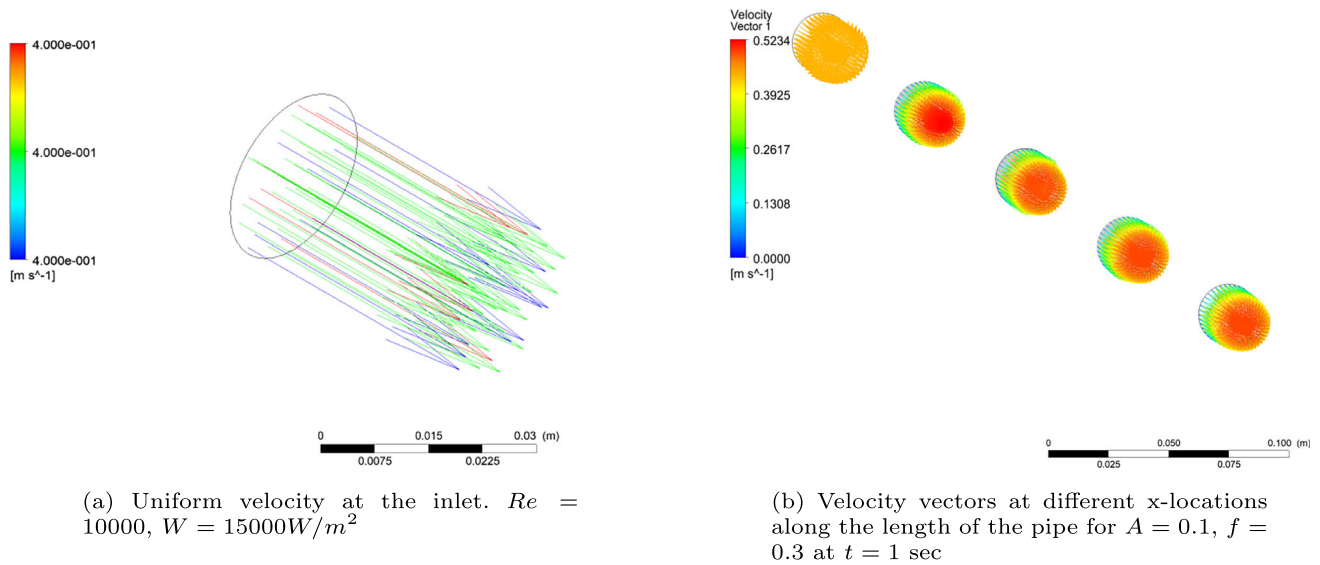 4.000e-001
4.000e-001
4.000e-001
[m s^-1]
0 0.015 0.03 (m)
0.0075 0.0225
(a) Uniform velocity at the inlet. Re =
10000, W = 15000W/m²
Velocity
Vector 1
0.5234
0.3925
0.2617
0.1308
0.0000
[m s^-1]
0 0.050 0.100 (m)
0.025 0.075
(b) Velocity vectors at different x-locations
along the length of the pipe for A = 0.1, f =
0.3 at t = 1 sec